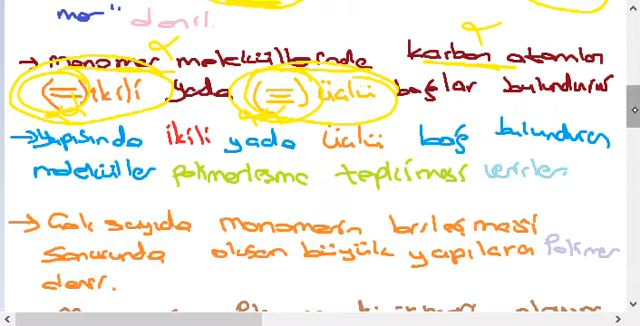 mer" denir.
→ monomer moleküllerinde karbon atomları
(=) ikili yada (≡) üçlü bağlar bulundurur
→ Yapısında ikili yada üçlü bağ bulunduran
moleküller polimerleşme tepkimesi verirler
→ Çok sayıda monomerin birleşmesi
sonucunda oluşan büyük yapılara Polimer
denir.